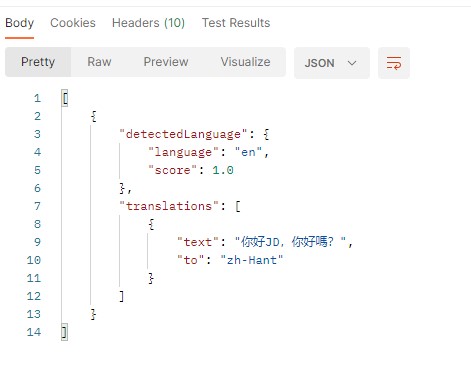 Body Cookies Headers (10) Test Results
Pretty Raw Preview Visualize JSON
1 [
2 {
3 "detectedLanguage": {
4 "language": "en",
5 "score": 1.0
6 },
7 "translations": [
8 {
9 "text": "你好JD，你好嗎？",
10 "to": "zh-Hant"
11 }
12 ]
13 }
14 ]